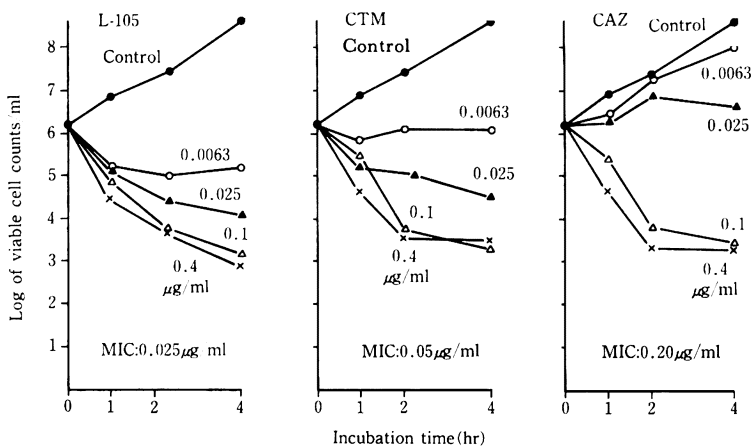 L-105
Control
0.0063
0.025
0.1
0.4
μg/ml
MIC:0.025μg ml
CTM
Control
0.0063
0.025
0.1
0.4
μg/ml
MIC:0.05μg/ml
CAZ
Control
0.0063
0.025
0.1
0.4
μg/ml
MIC:0.20μg/ml
Log of viable cell counts/ml
8
7
6
5
4
3
2
1
0 1 2 4
0 1 2 4
0 1 2 4
Incubation time(hr)